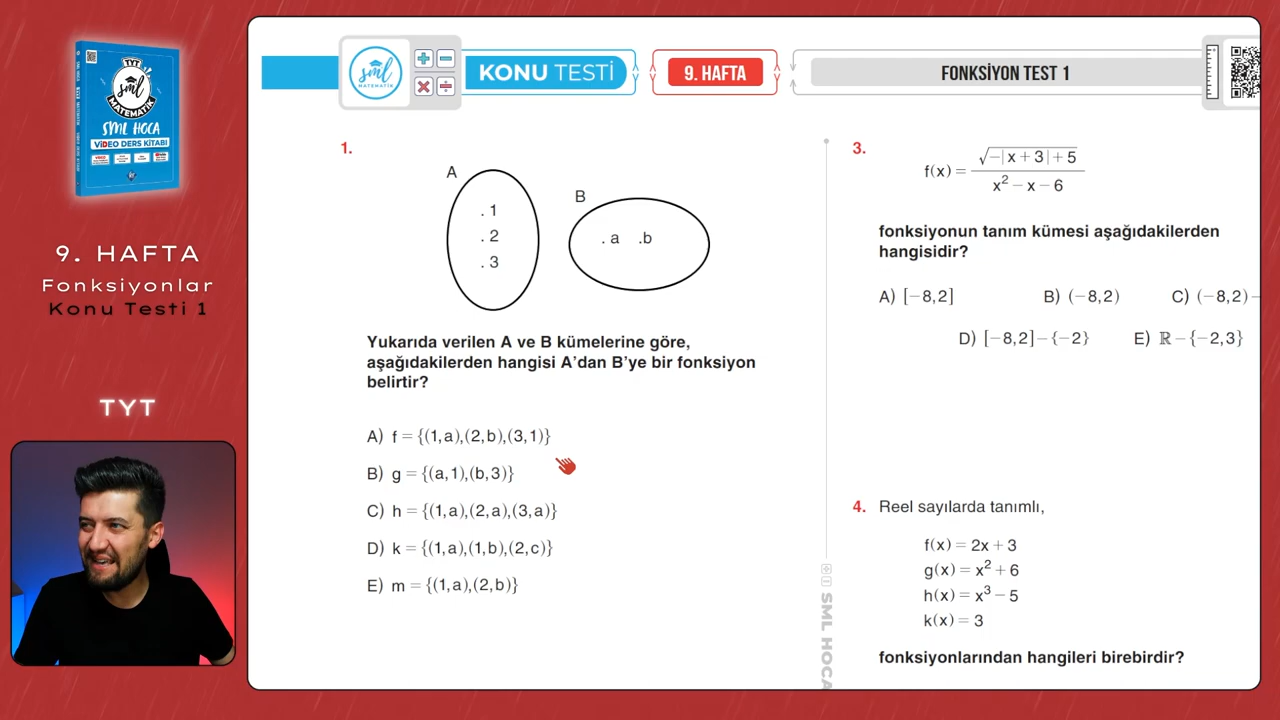 TYT
sml
MATEMATİK
SML HOCA
VİDEO DERS KİTABI
9. HAFTA
Fonksiyonlar
Konu Testi 1
TYT
sml
MATEMATİK
KONU TESTİ
9. HAFTA
FONKSİYON TEST 1
1.
A
. 1
. 2
. 3
B
. a .b
Yukarıda verilen A ve B kümelerine göre,
aşağıdakilerden hangisi A’dan B’ye bir fonksiyon
belirtir?
A) f = {(1,a),(2,b),(3,1)}
B) g = {(a,1),(b,3)}
C) h = {(1,a),(2,a),(3,a)}
D) k = {(1,a),(1,b),(2,c)}
E) m = {(1,a),(2,b)}
SML HOCA
3.
f(x) = √(−|x + 3| + 5) / (x² − x − 6)
fonksiyonun tanım kümesi aşağıdakilerden
hangisidir?
A) [−8,2] B) (−8,2) C) (−8,2) −
D) [−8,2] − {−2} E) ℝ − {−2,3}
4. Reel sayılarda tanımlı,
f(x) = 2x + 3
g(x) = x² + 6
h(x) = x³ − 5
k(x) = 3
fonksiyonlarından hangileri birebirdir?